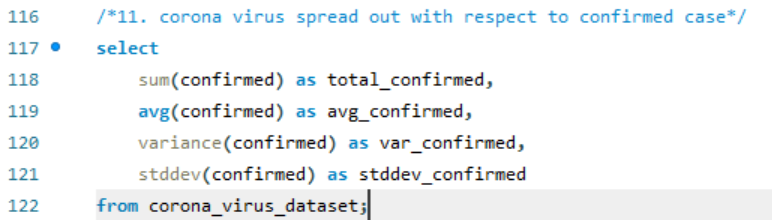 116 /*11. corona virus spread out with respect to confirmed case*/
117 select
118 sum(confirmed) as total_confirmed,
119 avg(confirmed) as avg_confirmed,
120 variance(confirmed) as var_confirmed,
121 stddev(confirmed) as stddev_confirmed
122 from corona_virus_dataset;